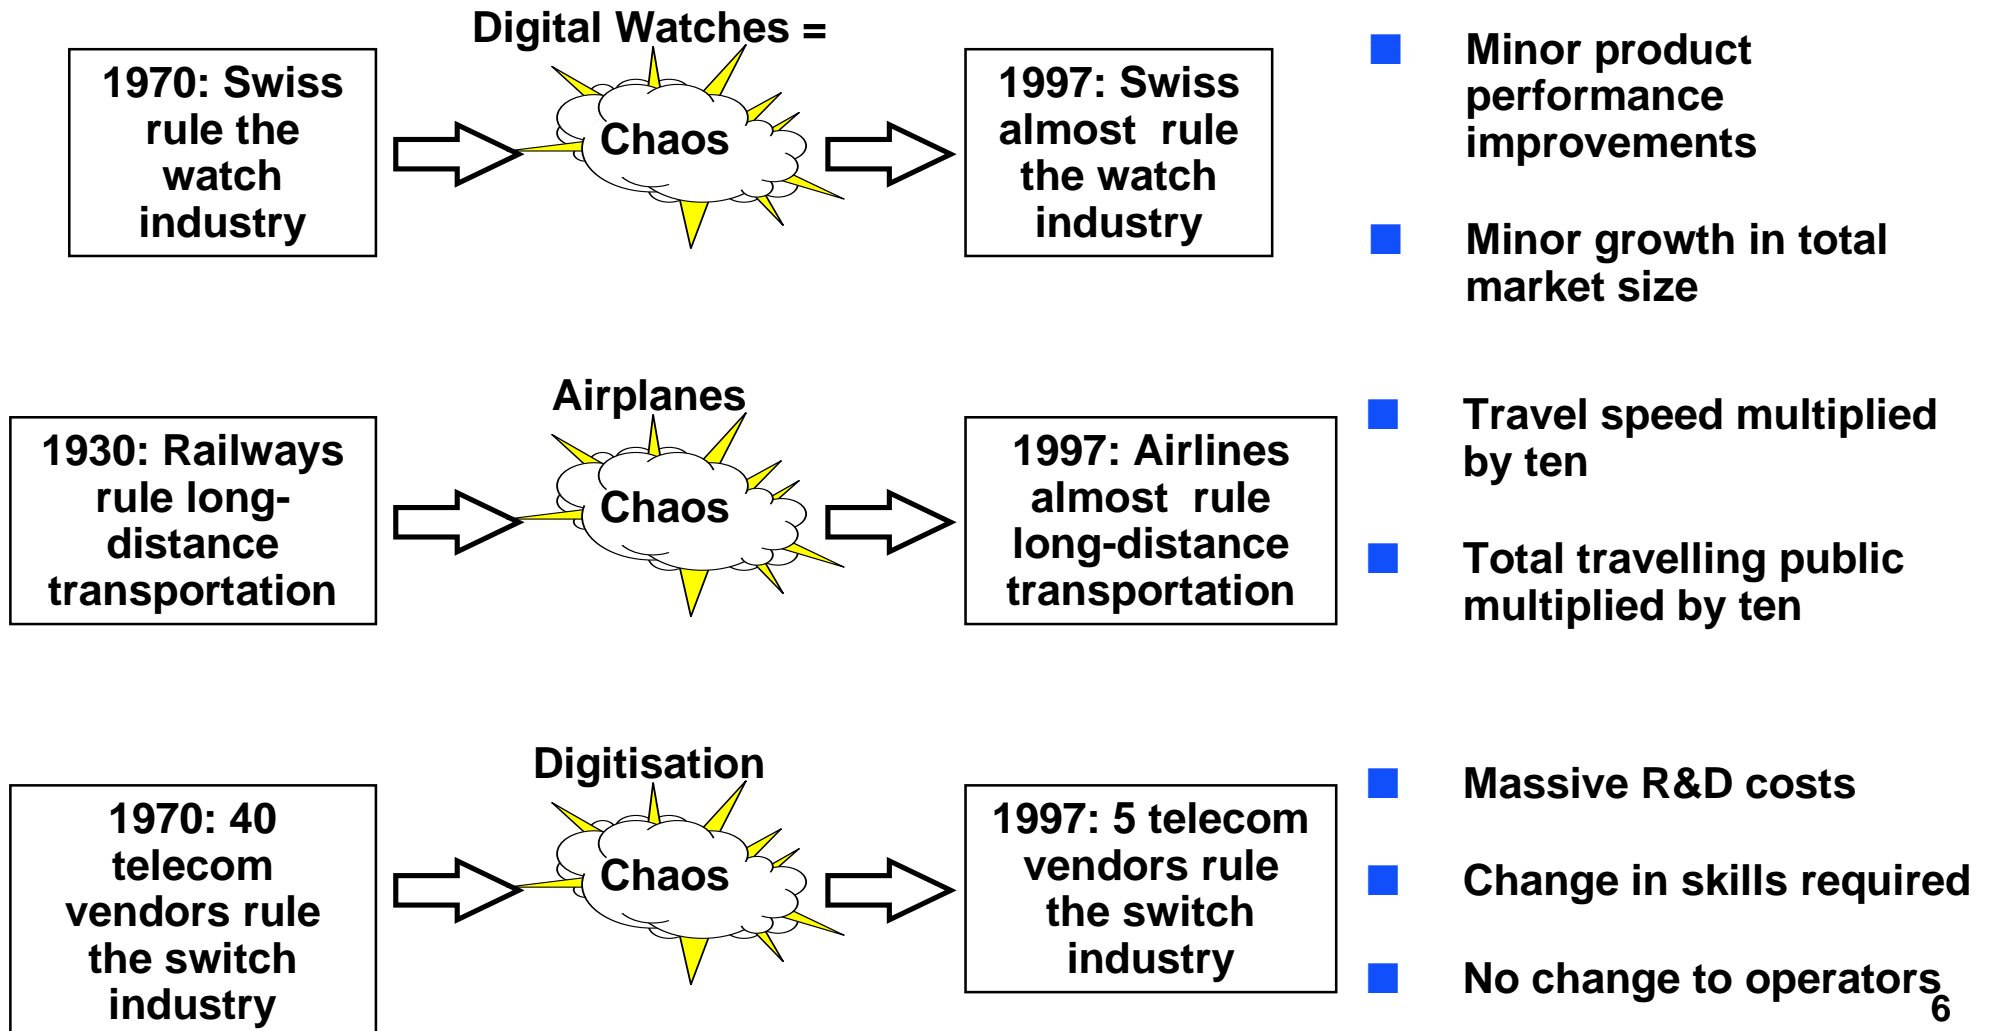 Digital Watches =
1970: Swiss
rule the
watch
industry
Chaos
1997: Swiss
almost rule
the watch
industry
Minor product
performance
improvements
Minor growth in total
market size
Airplanes
1930: Railways
rule long-
distance
transportation
Chaos
1997: Airlines
almost rule
long-distance
transportation
Travel speed multiplied
by ten
Total travelling public
multiplied by ten
Digitisation
1970: 40
telecom
vendors rule
the switch
industry
Chaos
1997: 5 telecom
vendors rule
the switch
industry
Massive R&D costs
Change in skills required
No change to operators
6